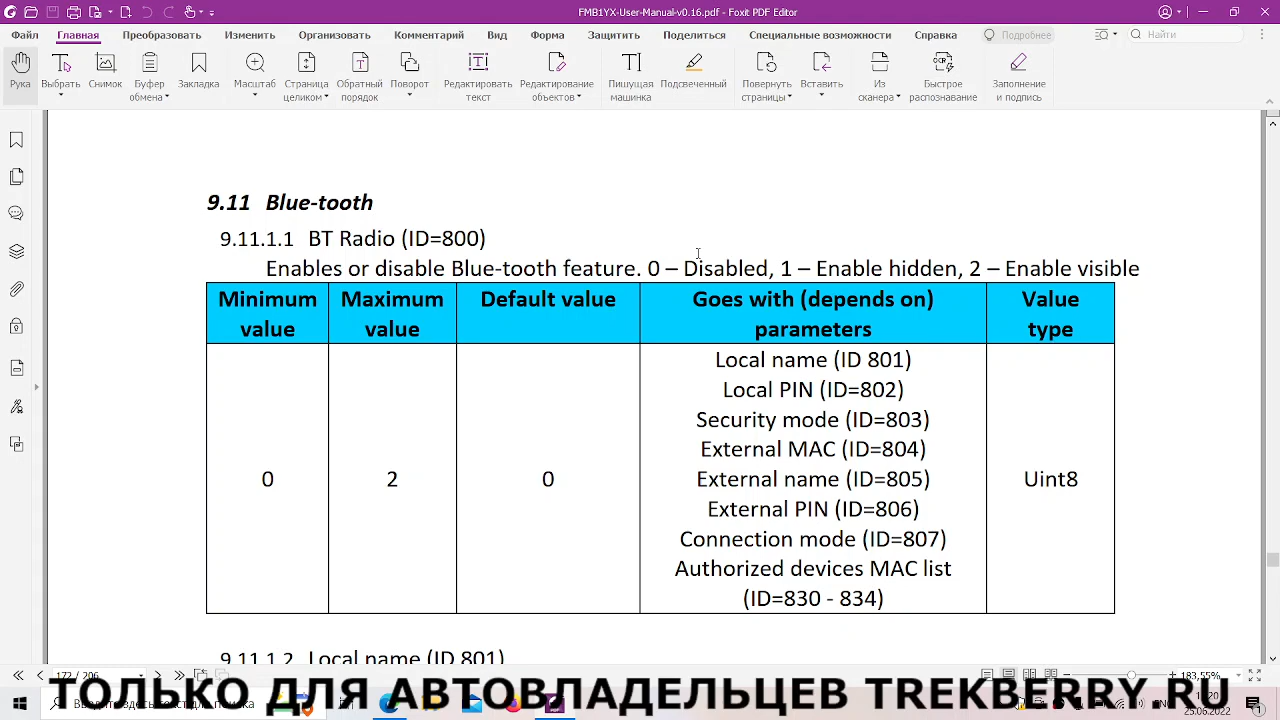 FMB1YX-User-Manual-v0.16.pdf - Foxit PDF Editor
Файл Главная Преобразовать Изменить Организовать Комментарий Вид Форма Защитить Поделиться Специальные возможности Справка Подробнее Найти
Рука
Выбрать
Снимок
Буфер обмена
Закладка
Масштаб
Страница целиком
Обратный порядок
Поворот
Редактировать текст
Редактирование объектов
Пишущая машинка
Подсвеченный
Повернуть страницы
Вставить
Из сканера
Быстрое распознавание
Заполнение и подпись
9.11 Blue-tooth
9.11.1.1 BT Radio (ID=800)
Enables or disable Blue-tooth feature. 0 – Disabled, 1 – Enable hidden, 2 – Enable visible
Minimum value
Maximum value
Default value
Goes with (depends on) parameters
Value type
0
2
0
Local name (ID 801)
Local PIN (ID=802)
Security mode (ID=803)
External MAC (ID=804)
External name (ID=805)
External PIN (ID=806)
Connection mode (ID=807)
Authorized devices MAC list
(ID=830 - 834)
Uint8
9.11.1.2 Local name (ID 801)
172 / 206
183.55%
ТОЛЬКО ДЛЯ АВТОВЛАДЕЛЬЦЕВ TREKBERRY RU
25.06.2022